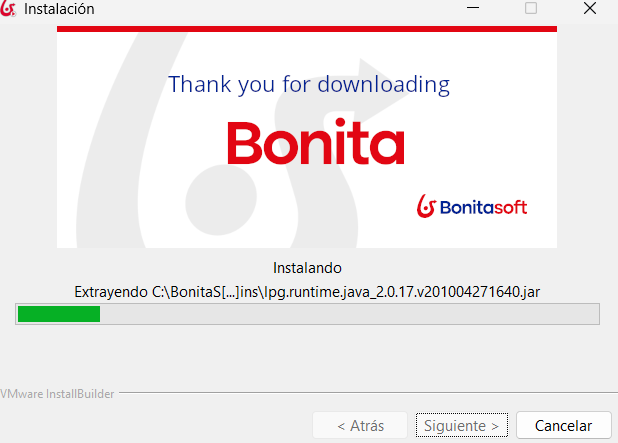 Instalación
Thank you for downloading
Bonita
Bonitasoft
Instalando
Extrayendo C:\BonitaS[...]ins\lpg.runtime.java_2.0.17.v201004271640.jar
VMware InstallBuilder
< Atrás
Siguiente >
Cancelar